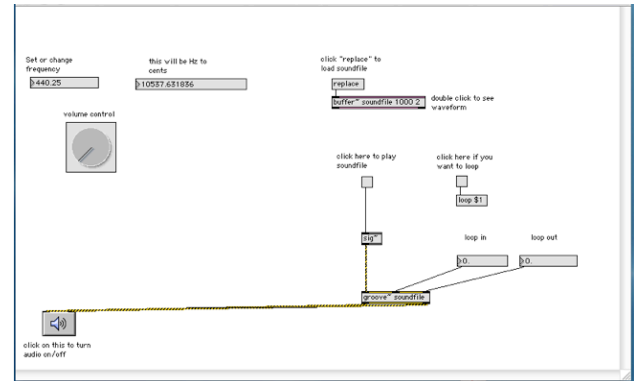 Set or change
frequency
440.25
this will be Hz to
cents
10537.631836
volume control
click "replace" to
load soundfile
replace
buffer~ soundfile 1000 2
double click to see
waveform
click here to play
soundfile
click here if you
want to loop
loop $1
sig~
loop in
loop out
0.
0.
groove~ soundfile
click on this to turn
audio on/off